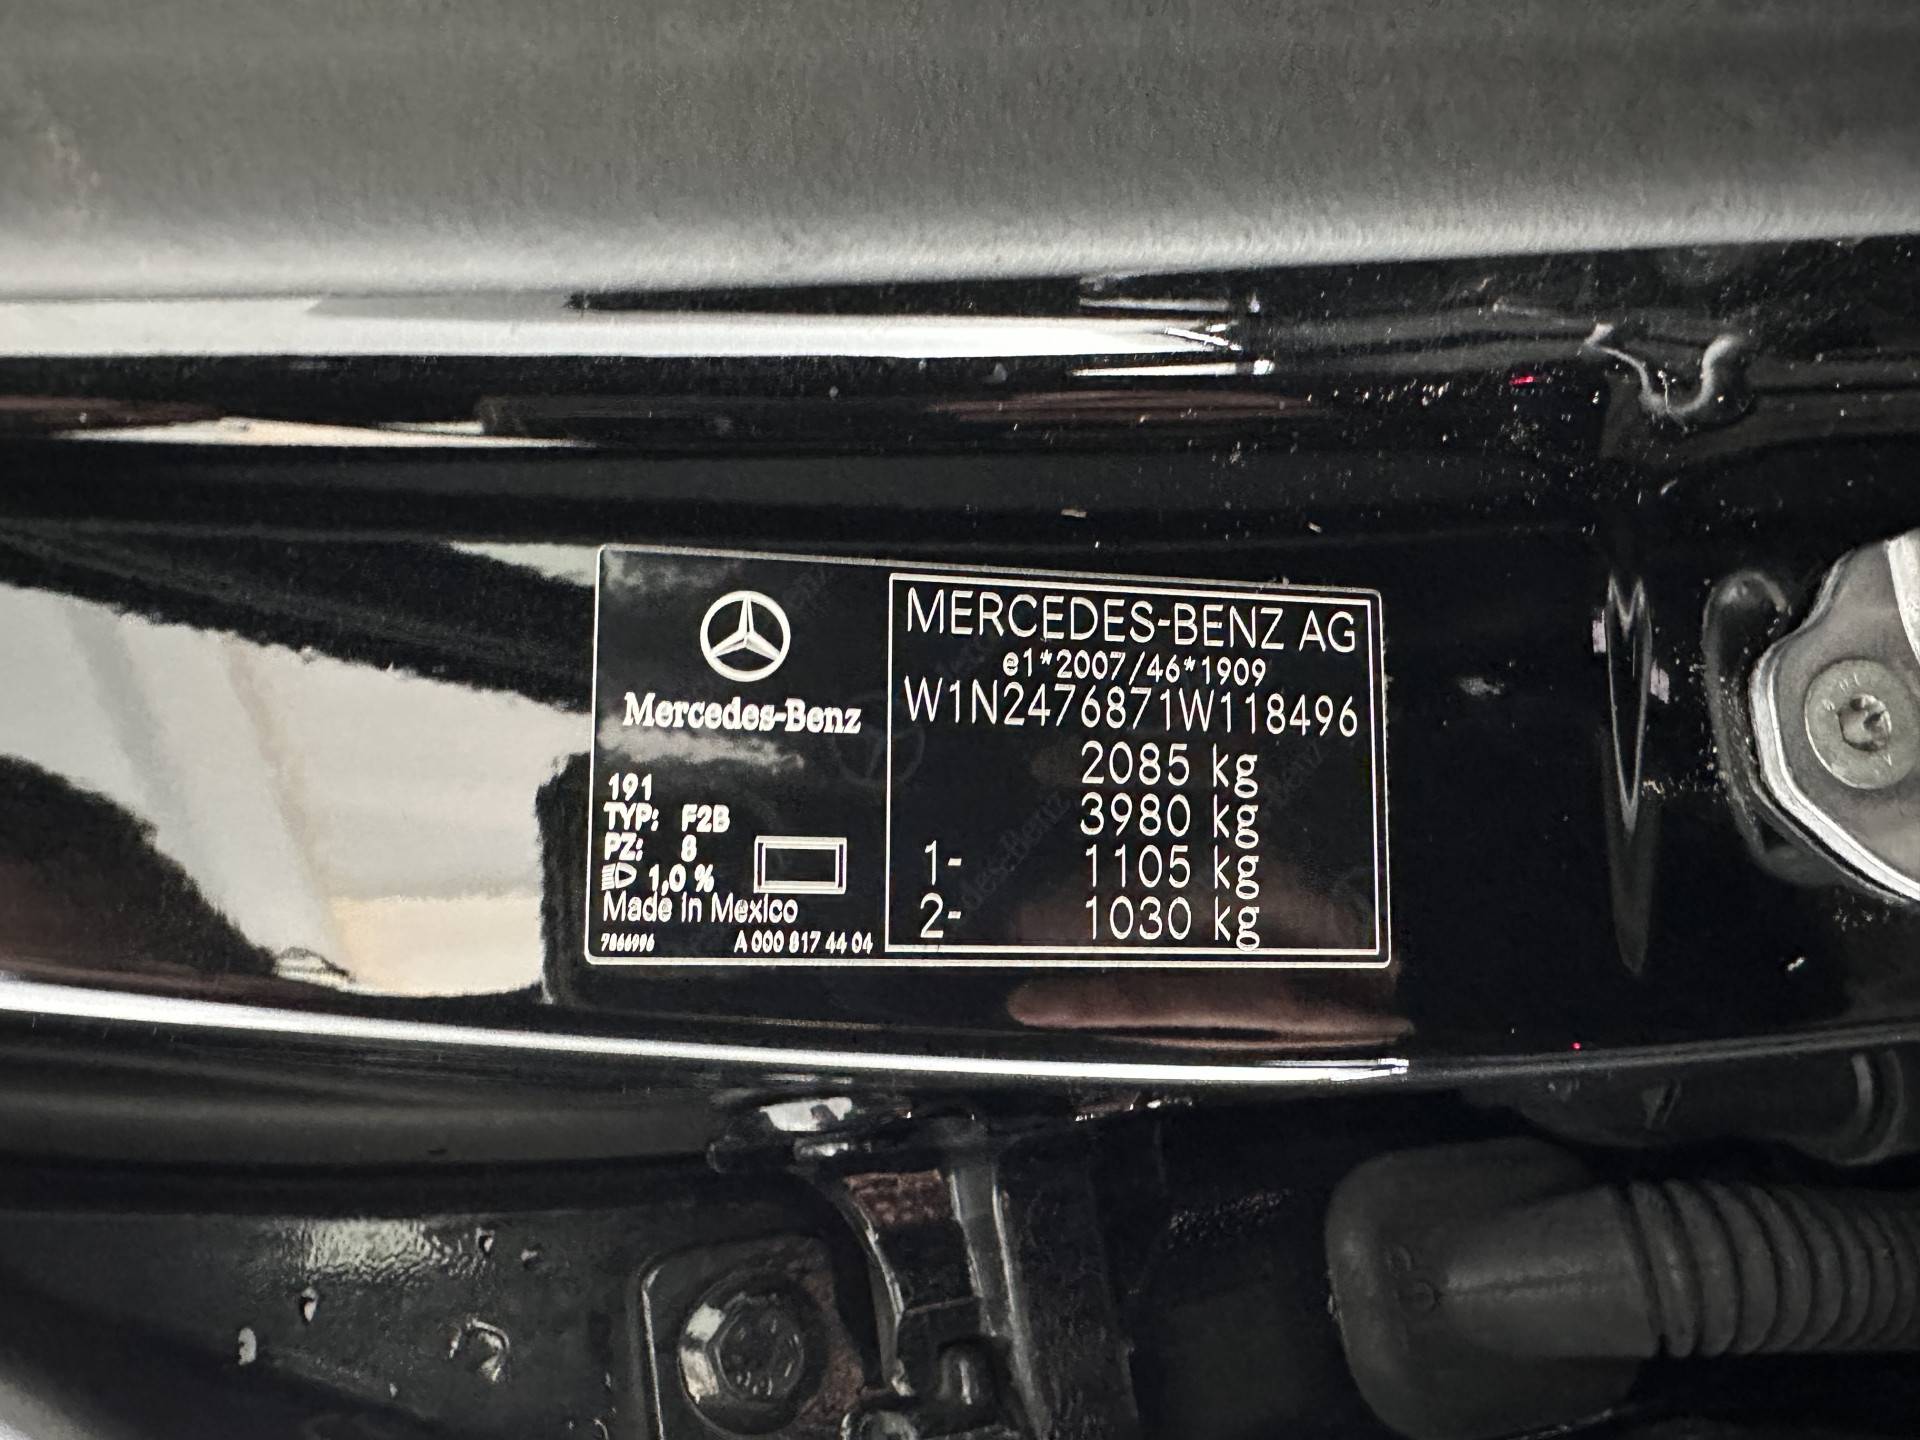 Mercedes-Benz
191
TYP: F2B
PZ: 8
1,0 %
Made in Mexico
7866996
A 000 817 44 04
MERCEDES-BENZ AG
e1*2007/46*1909
W1N2476871W118496
2085 kg
3980 kg
1- 1105 kg
2- 1030 kg